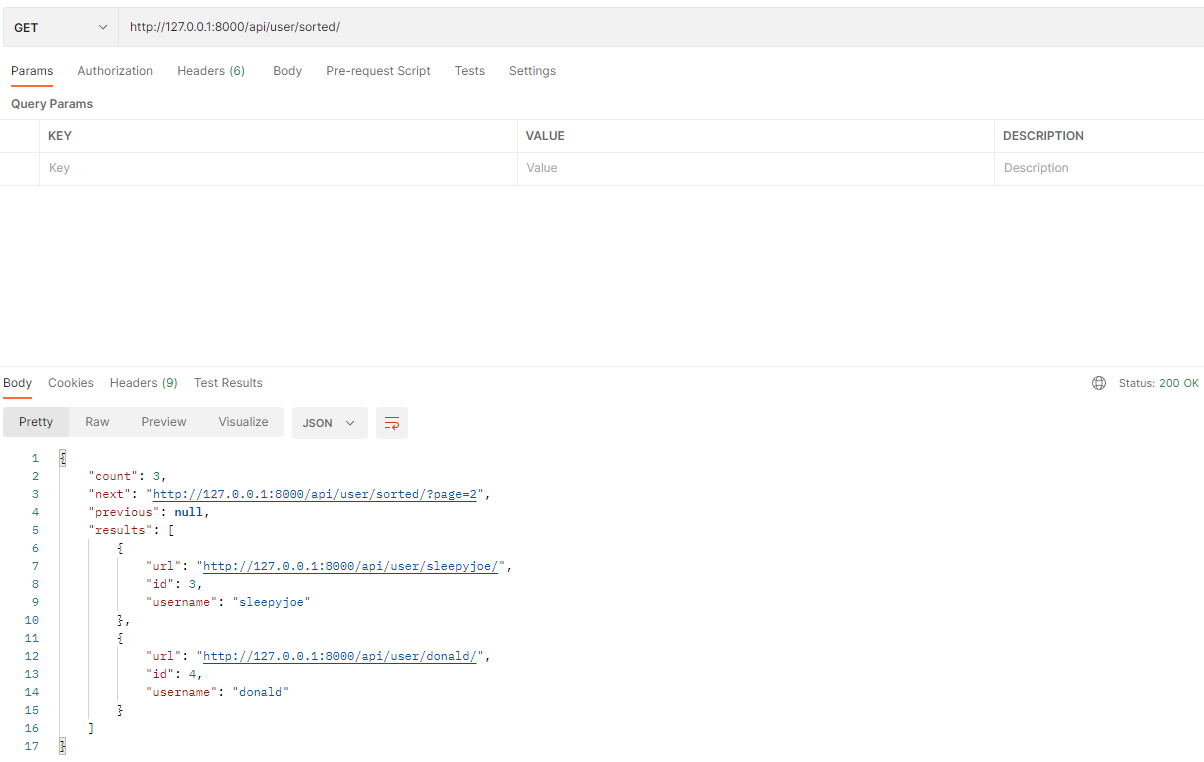 GET http://127.0.0.1:8000/api/user/sorted/
Params Authorization Headers (6) Body Pre-request Script Tests Settings
Query Params
KEY VALUE DESCRIPTION
Key Value Description
Body Cookies Headers (9) Test Results Status: 200 OK
Pretty Raw Preview Visualize JSON
1 {
2 "count": 3,
3 "next": "http://127.0.0.1:8000/api/user/sorted/?page=2",
4 "previous": null,
5 "results": [
6 {
7 "url": "http://127.0.0.1:8000/api/user/sleepyjoe/",
8 "id": 3,
9 "username": "sleepyjoe"
10 },
11 {
12 "url": "http://127.0.0.1:8000/api/user/donald/",
13 "id": 4,
14 "username": "donald"
15 }
16 ]
17 }